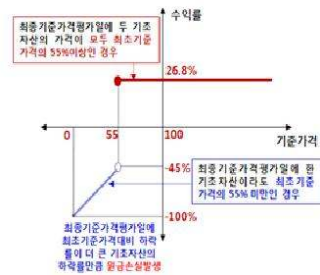 수익률
최종기준가격평가일에 두 기초
자산의 가격이 모두 최초기준
가격의 55%이상인 경우
26.8%
0
55
100
기준가격
-45%
최종기준가격평가일에 한
기초자산이라도 최초기준
가격의 55% 미만인 경우
-100%
최종기준가격평가일에
최초기준가격대비 하락
률이 더 큰 기초자산의
하락률만큼 원금손실발생